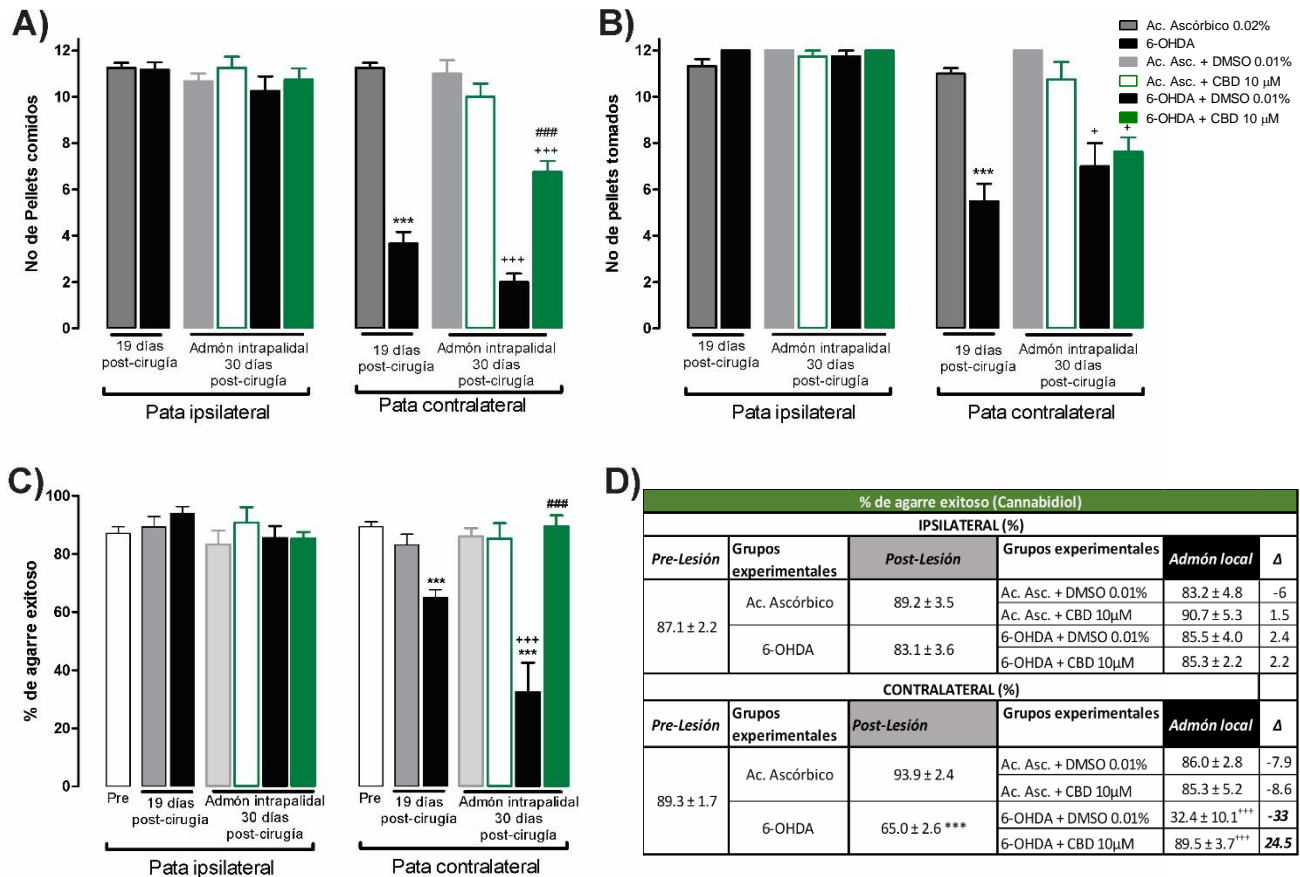 A)
No de Pellets comidos
12
10
8
6
4
2
0
***
+++
###
+++
19 días
post-cirugía
Admón intrapalidal
30 días
post-cirugía
19 días
post-cirugía
Admón intrapalidal
30 días
post-cirugía
Pata ipsilateral
Pata contralateral
B)
No de pellets tomados
12
10
8
6
4
2
0
***
+
+
19 días
post-cirugía
Admón intrapalidal
30 días
post-cirugía
19 días
post-cirugía
Admón intrapalidal
30 días
post-cirugía
Pata ipsilateral
Pata contralateral
Ac. Ascórbico 0.02%
6-OHDA
Ac. Asc. + DMSO 0.01%
Ac. Asc. + CBD 10 µM
6-OHDA + DMSO 0.01%
6-OHDA + CBD 10 µM
C)
% de agarre exitoso
100
80
60
40
20
0
***
+++
***
###
Pre
19 días
post-cirugía
Admón intrapalidal
30 días
post-cirugía
Pre
19 días
post-cirugía
Admón intrapalidal
30 días
post-cirugía
Pata ipsilateral
Pata contralateral
D)
% de agarre exitoso (Cannabidiol)
IPSILATERAL (%)
Pre-Lesión Grupos experimentales Post-Lesión Grupos experimentales Admón local Δ
87.1 ± 2.2 Ac. Ascórbico 89.2 ± 3.5 Ac. Asc. + DMSO 0.01% 83.2 ± 4.8 -6
Ac. Asc. + CBD 10µM 90.7 ± 5.3 1.5
6-OHDA 83.1 ± 3.6 6-OHDA + DMSO 0.01% 85.5 ± 4.0 2.4
6-OHDA + CBD 10µM 85.3 ± 2.2 2.2
CONTRALATERAL (%)
Pre-Lesión Grupos experimentales Post-Lesión Grupos experimentales Admón local Δ
89.3 ± 1.7 Ac. Ascórbico 93.9 ± 2.4 Ac. Asc. + DMSO 0.01% 86.0 ± 2.8 -7.9
Ac. Asc. + CBD 10µM 85.3 ± 5.2 -8.6
6-OHDA 65.0 ± 2.6 *** 6-OHDA + DMSO 0.01% 32.4 ± 10.1+++ -33
6-OHDA + CBD 10µM 89.5 ± 3.7+++ 24.5